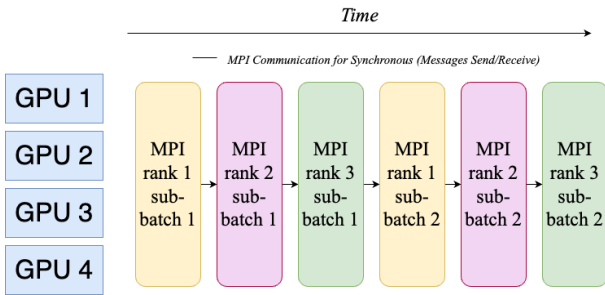 Time
MPI Communication for Synchronous (Messages Send/Receive)
GPU 1
GPU 2
GPU 3
GPU 4
MPI
rank 1
sub-
batch 1
MPI
rank 2
sub-
batch 1
MPI
rank 3
sub-
batch 1
MPI
rank 1
sub-
batch 2
MPI
rank 2
sub-
batch 2
MPI
rank 3
sub-
batch 2